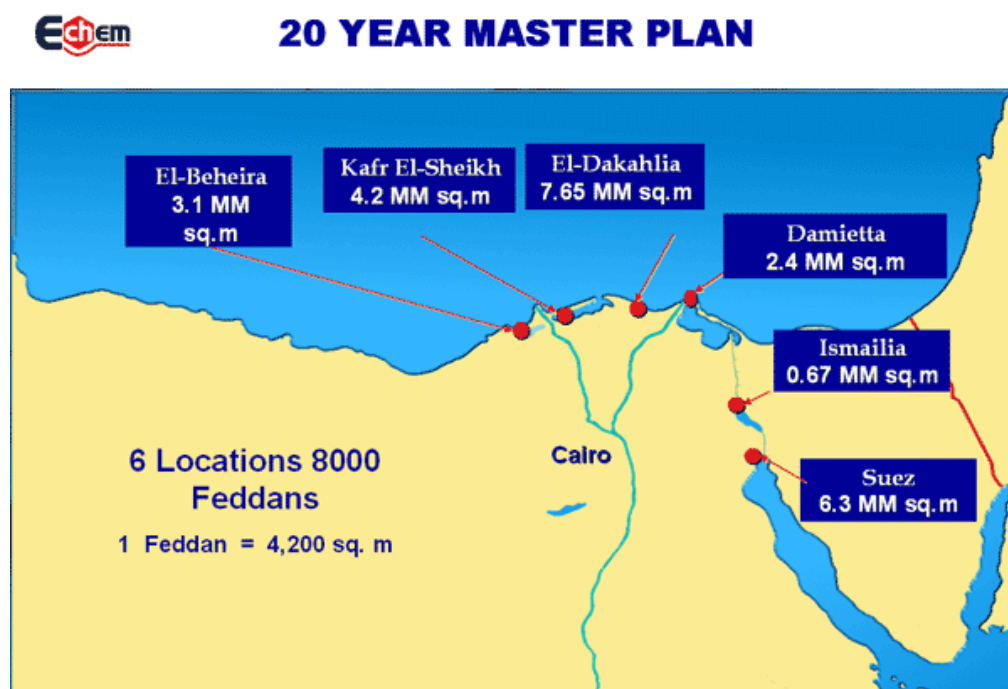 Echem
20 YEAR MASTER PLAN
El-Beheira
3.1 MM
sq.m
Kafr El-Sheikh
4.2 MM sq.m
El-Dakahlia
7.65 MM sq.m
Damietta
2.4 MM sq.m
Ismailia
0.67 MM sq.m
Cairo
6 Locations 8000
Feddans
1 Feddan = 4,200 sq. m
Suez
6.3 MM sq.m